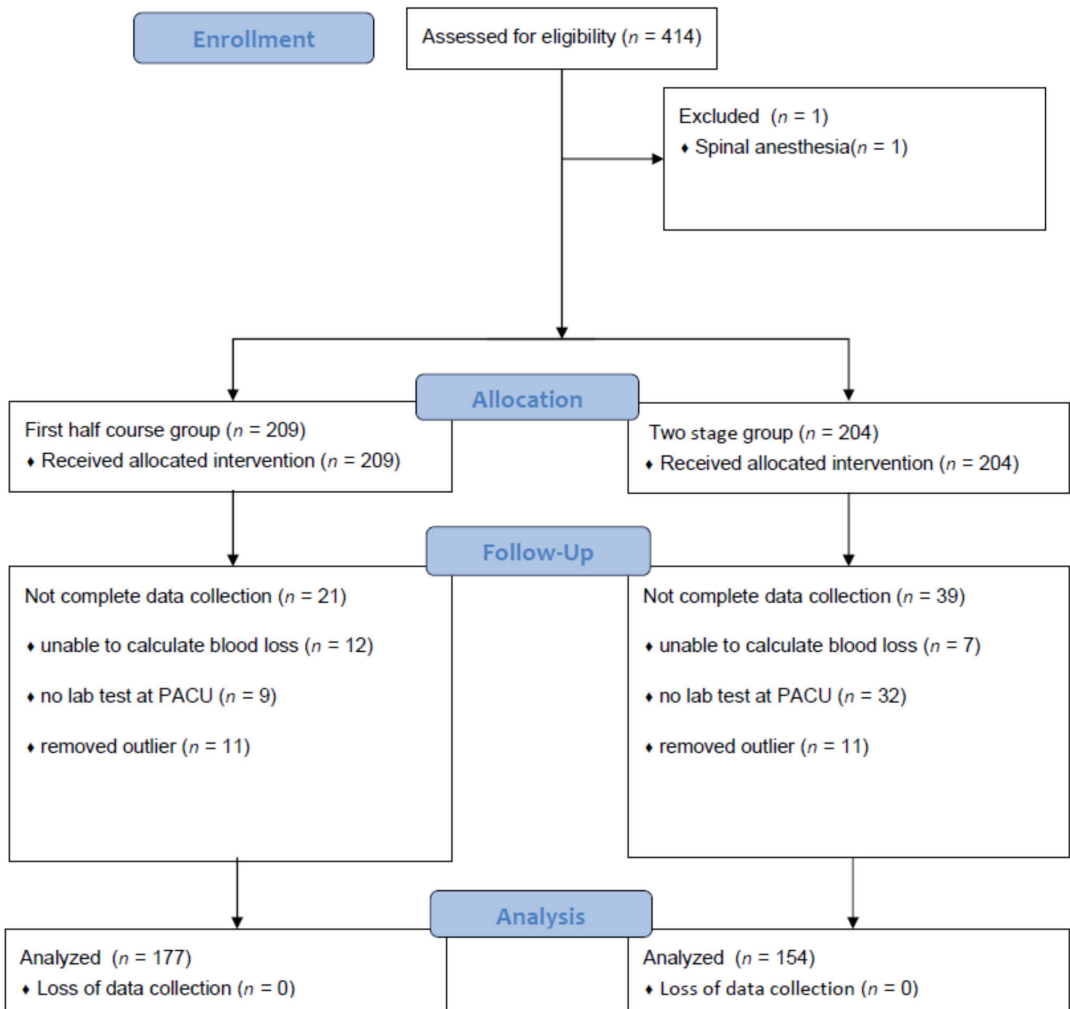 Enrollment
Assessed for eligibility (n = 414)
Excluded (n = 1)
♦ Spinal anesthesia(n = 1)
Allocation
First half course group (n = 209)
♦ Received allocated intervention (n = 209)
Two stage group (n = 204)
♦ Received allocated intervention (n = 204)
Follow-Up
Not complete data collection (n = 21)
♦ unable to calculate blood loss (n = 12)
♦ no lab test at PACU (n = 9)
♦ removed outlier (n = 11)
Not complete data collection (n = 39)
♦ unable to calculate blood loss (n = 7)
♦ no lab test at PACU (n = 32)
♦ removed outlier (n = 11)
Analysis
Analyzed (n = 177)
♦ Loss of data collection (n = 0)
Analyzed (n = 154)
♦ Loss of data collection (n = 0)